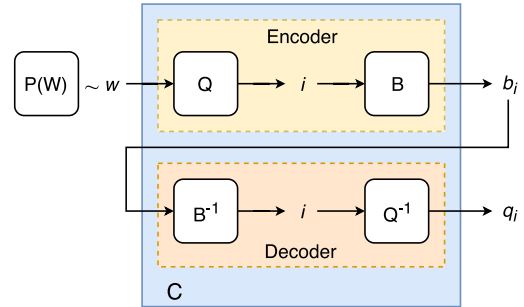 Encoder
P(W) ~ w Q i B b_i
B⁻¹ i Q⁻¹ q_i
Decoder
C